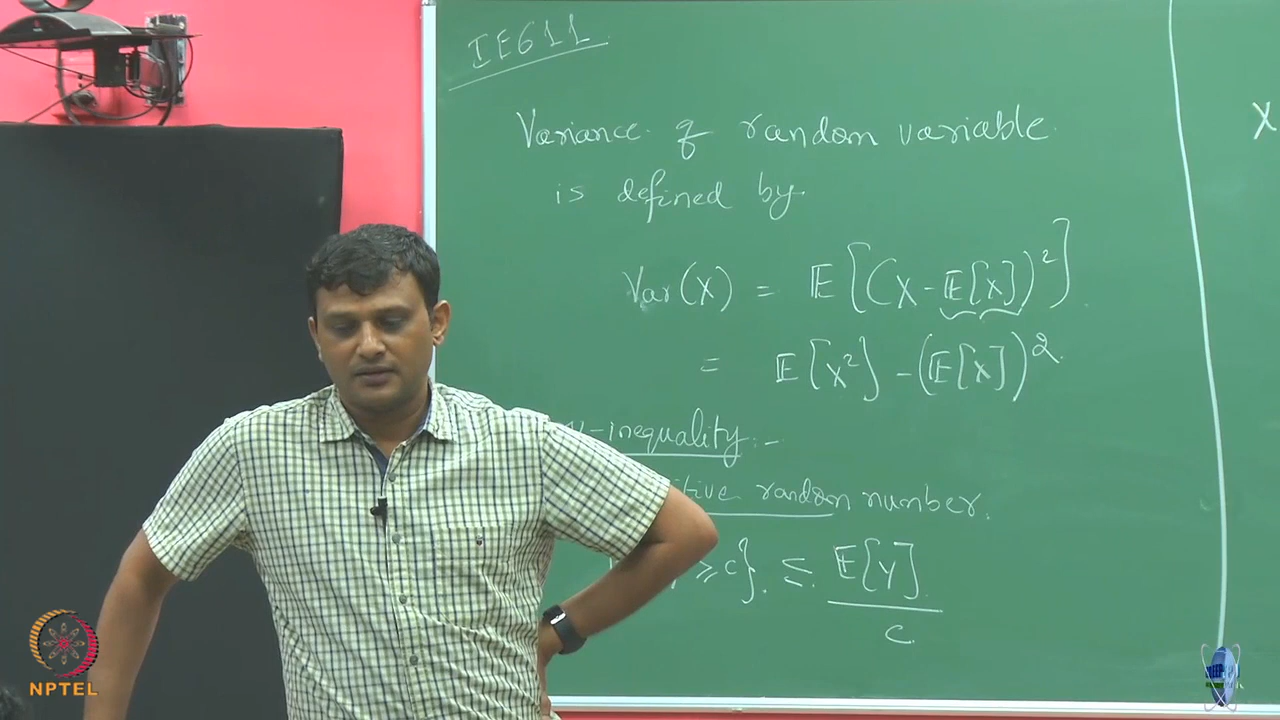 IE611
Variance of random variable
is defined by
Var(X) = 𝔼[(X-𝔼[X])²]
= 𝔼[X²] - (𝔼[X])²
-inequality :-
random number.
≥ c} ≤ 𝔼[Y]
c
X
NPTEL